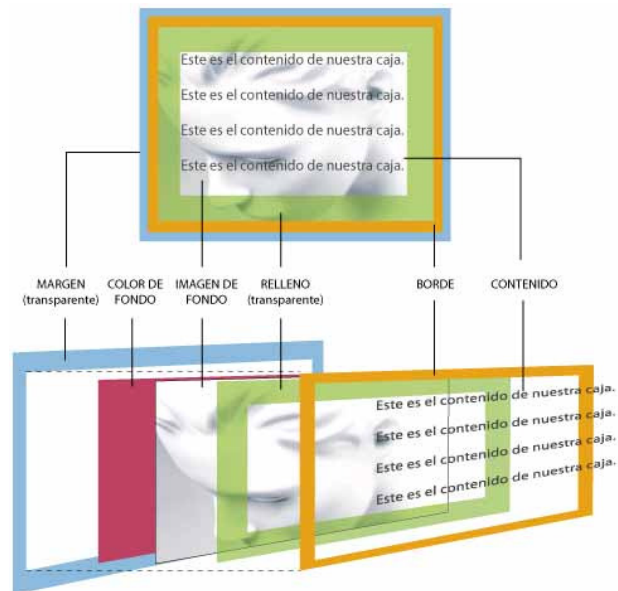 Este es el contenido de nuestra caja.
Este es el contenido de nuestra caja.
Este es el contenido de nuestra caja.
Este es el contenido de nuestra caja.
MARGEN
(transparente)
COLOR DE
FONDO
IMAGEN DE
FONDO
RELLENO
(transparente)
BORDE
CONTENIDO
Este es el contenido de nuestra caja.
Este es el contenido de nuestra caja.
Este es el contenido de nuestra caja.
Este es el contenido de nuestra caja.